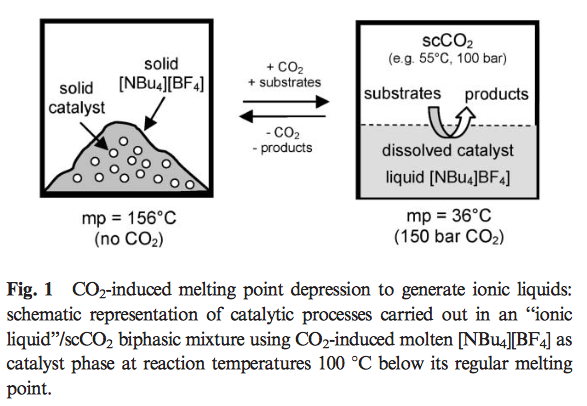 solid
catalyst
solid
[NBu4][BF4]
mp = 156°C
(no CO2)
+ CO2
+ substrates
- CO2
- products
scCO2
(e.g. 55°C, 100 bar)
substrates products
dissolved catalyst
liquid [NBu4]BF4]
mp = 36°C
(150 bar CO2)
Fig. 1 CO2-induced melting point depression to generate ionic liquids:
schematic representation of catalytic processes carried out in an “ionic
liquid”/scCO2 biphasic mixture using CO2-induced molten [NBu4][BF4] as
catalyst phase at reaction temperatures 100 °C below its regular melting
point.